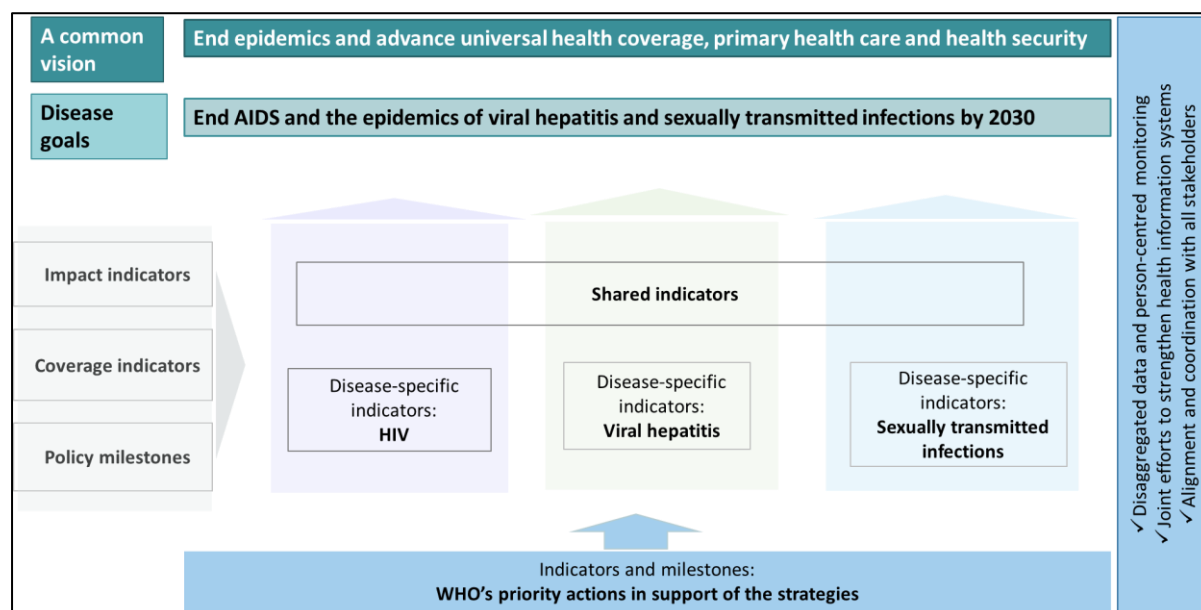 A common
vision
End epidemics and advance universal health coverage, primary health care and health security
Disease
goals
End AIDS and the epidemics of viral hepatitis and sexually transmitted infections by 2030
Impact indicators
Coverage indicators
Policy milestones
Shared indicators
Disease-specific
indicators:
HIV
Disease-specific
indicators:
Viral hepatitis
Disease-specific
indicators:
Sexually transmitted
infections
Indicators and milestones:
WHO’s priority actions in support of the strategies
✓Disaggregated data and person-centred monitoring
✓Joint efforts to strengthen health information systems
✓Alignment and coordination with all stakeholders